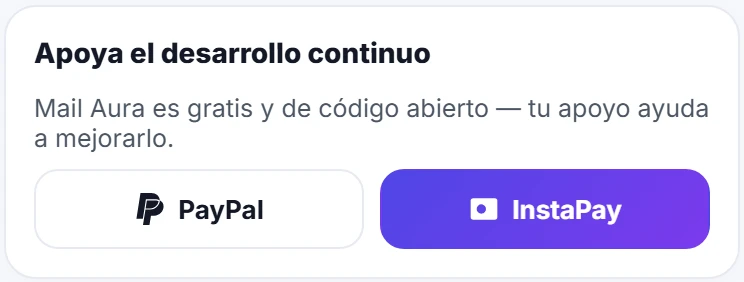 Apoya el desarrollo continuo
Mail Aura es gratis y de código abierto — tu apoyo ayuda
a mejorarlo.
PayPal
InstaPay